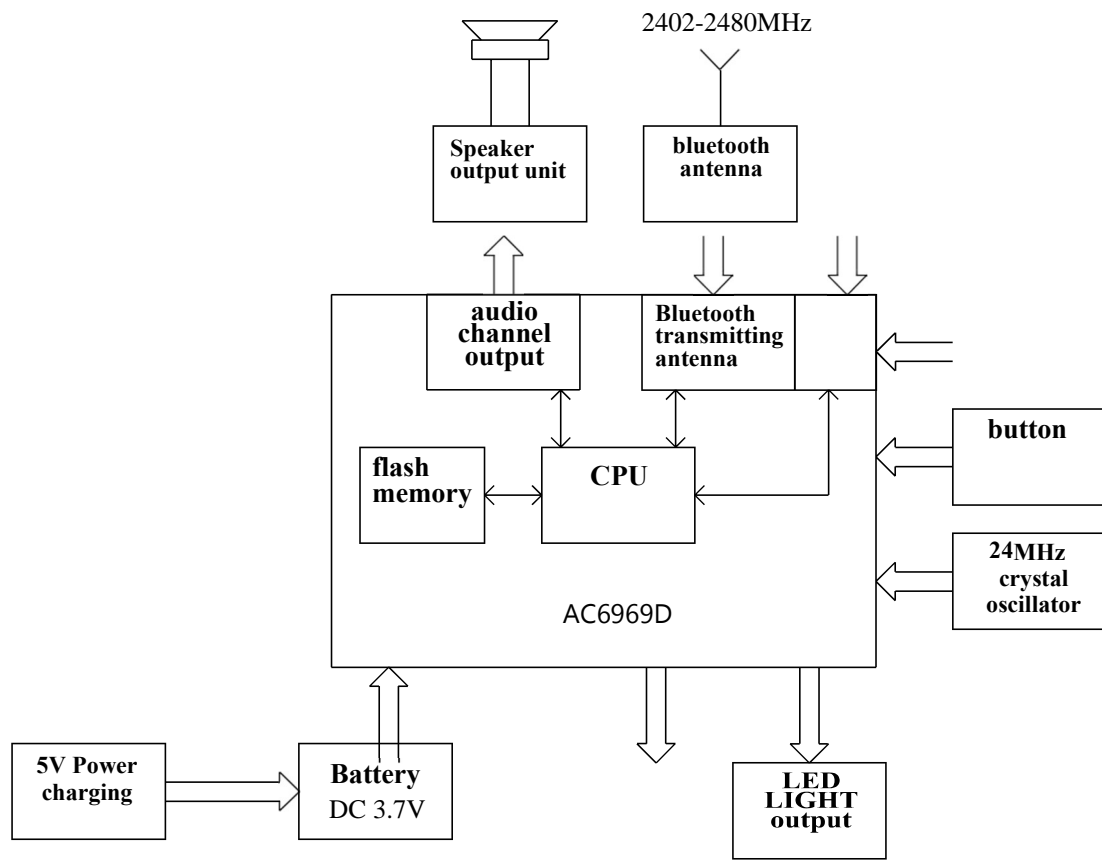 2402-2480MHz
Speaker
output unit
bluetooth
antenna
audio
channel
output
Bluetooth
transmitting
antenna
button
flash
memory
CPU
24MHz
crystal
oscillator
AC6969D
5V Power
charging
Battery
DC 3.7V
LED
LIGHT
output